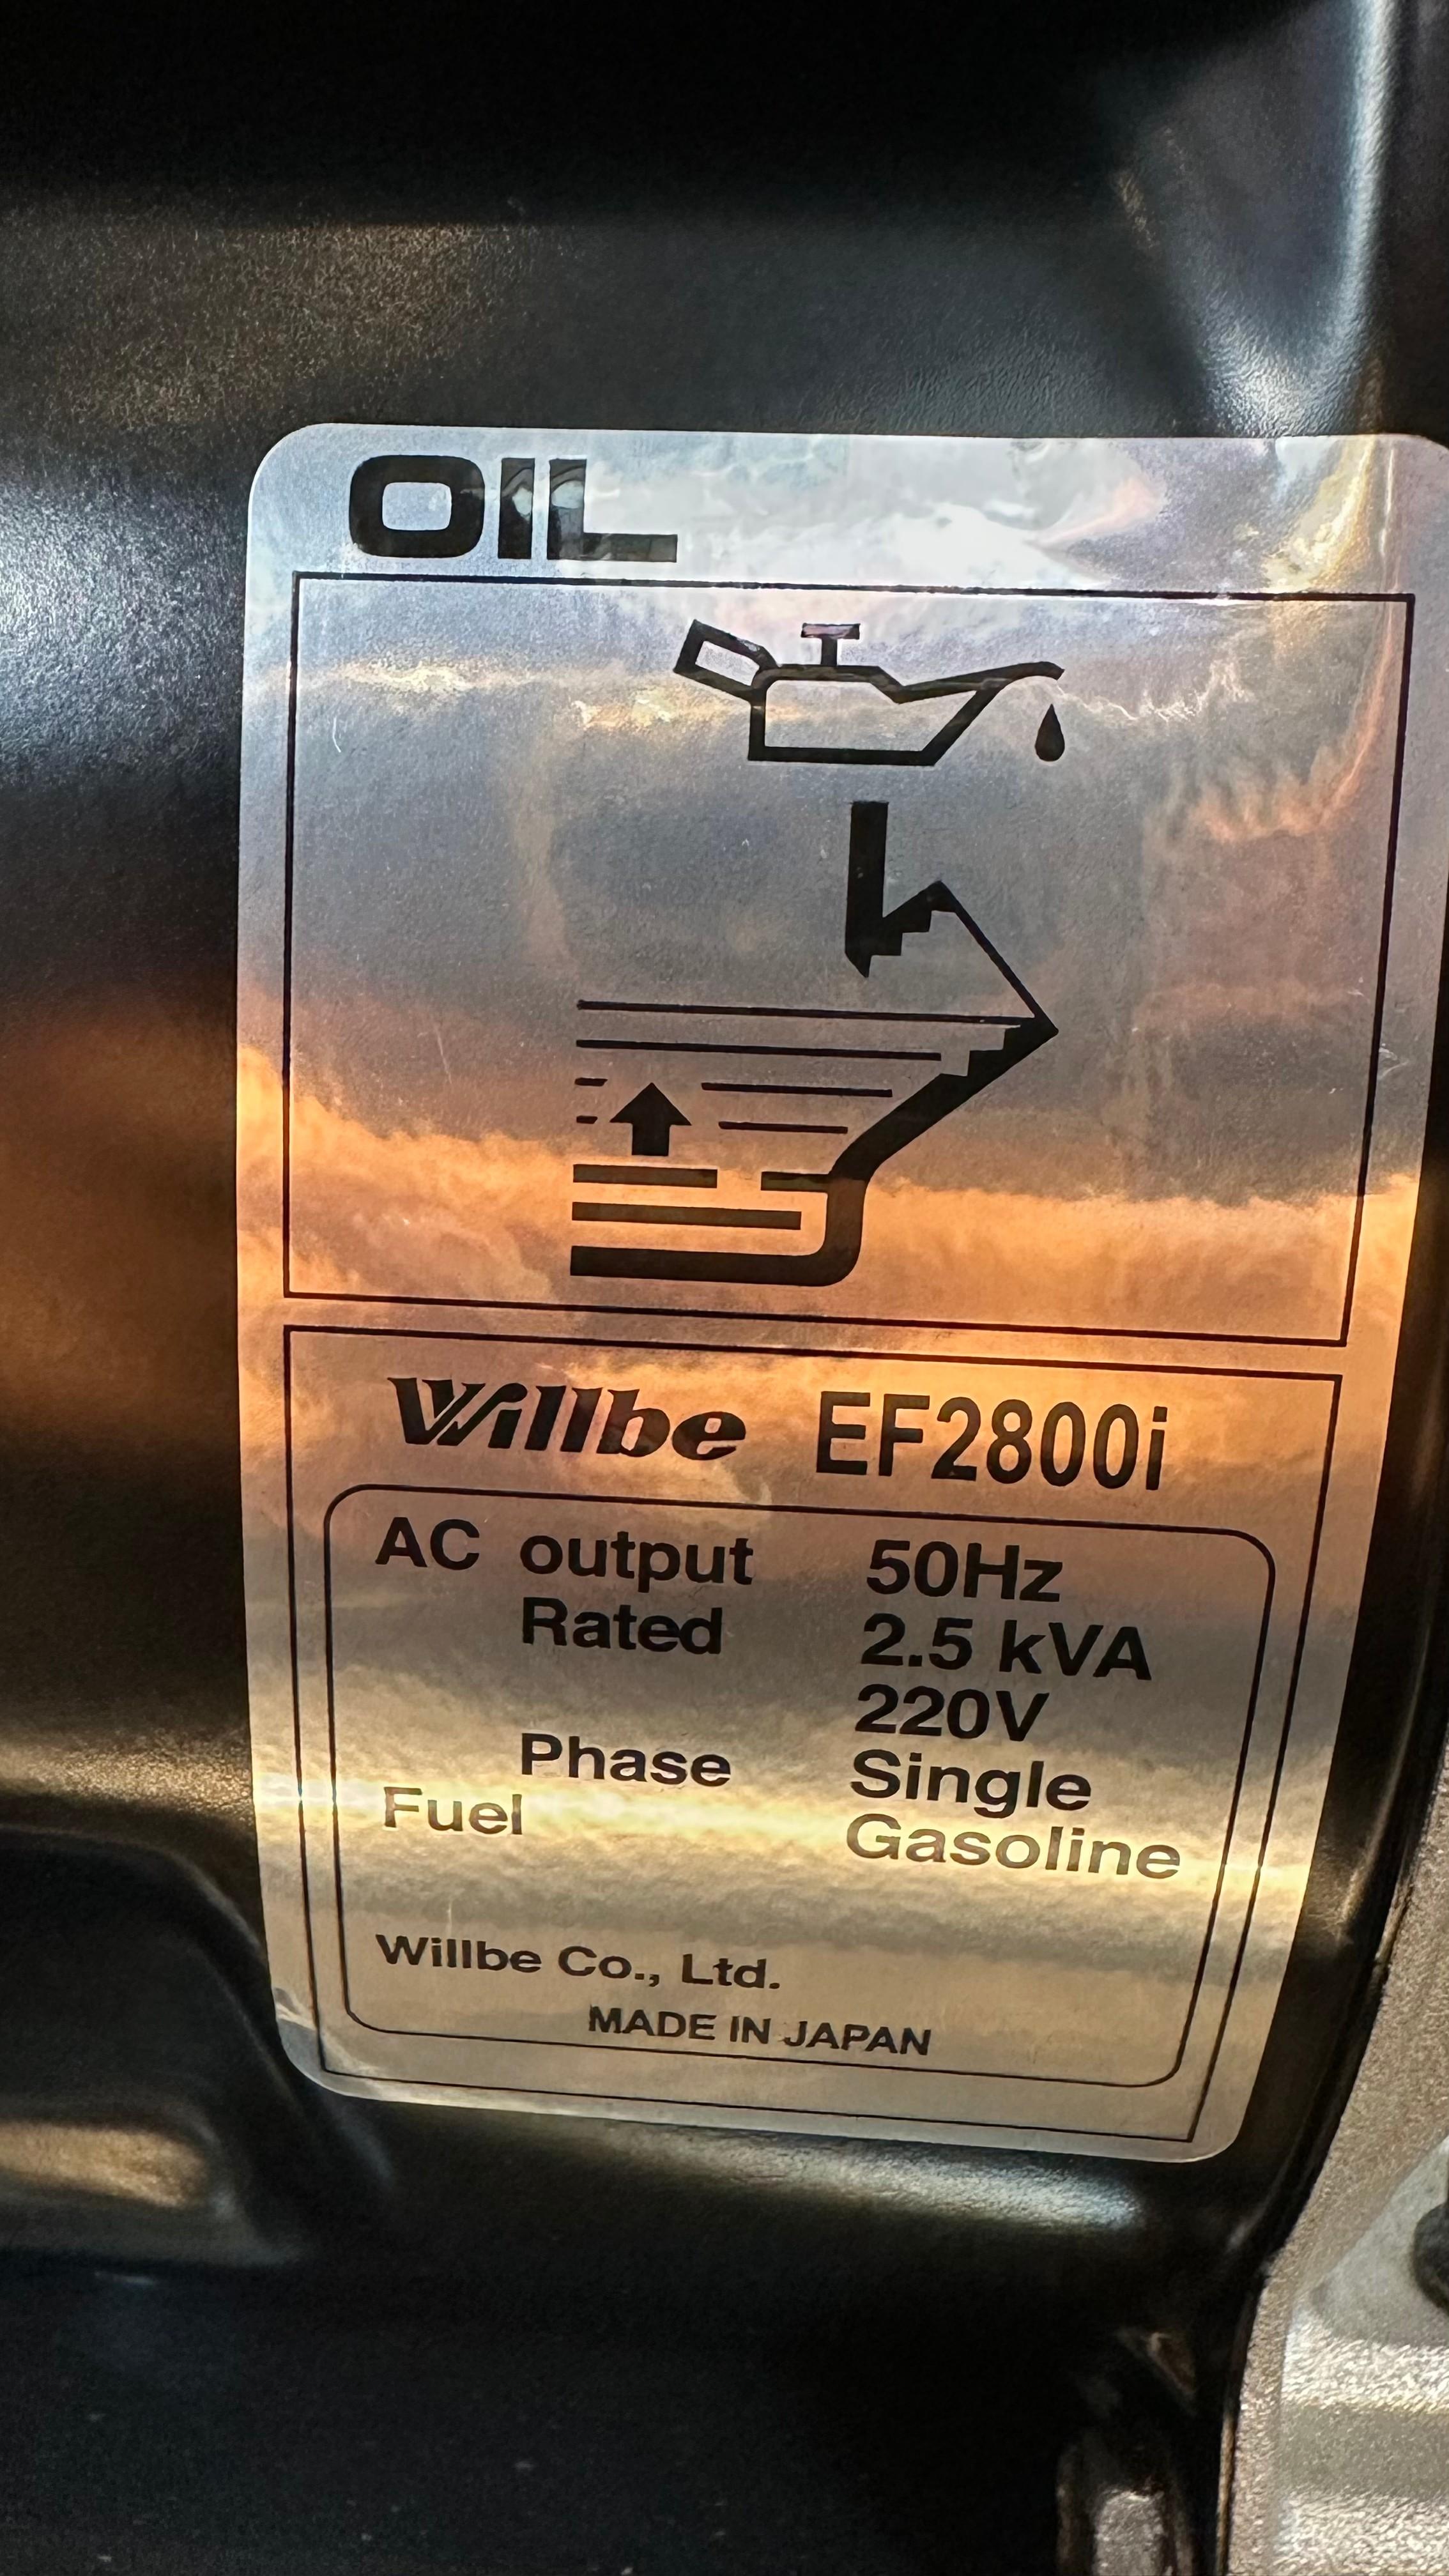 OIL
Willbe EF2800i
AC output 50Hz
Rated 2.5 kVA
220V
Phase Single
Fuel Gasoline
Willbe Co., Ltd.
MADE IN JAPAN